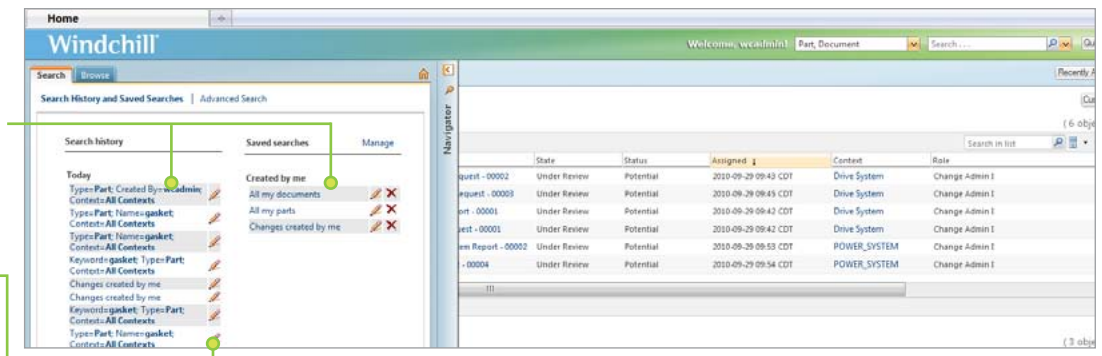 Home
Windchill
Welcome, wcadmin! Part, Document Search . . . Qu
Search Browse
Recently A
Search History and Saved Searches | Advanced Search
Cus
Navigator
( 6 obje
Search history Saved searches Manage
Search in list
State Status Assigned Context Role
Today Created by me
Type=Part; Created By=wcadmin;
Context=All Contexts
All my documents
Type=Part; Name=gasket;
Context=All Contexts
All my parts
Type=Part; Name=gasket;
Context=All Contexts
Changes created by me
Keyword=gasket; Type=Part;
Context=All Contexts
Changes created by me
Changes created by me
Keyword=gasket; Type=Part;
Context=All Contexts
Type=Part; Name=gasket;
Context=All Contexts
quest - 00002 Under Review Potential 2010-09-29 09:43 CDT Drive System Change Admin I
equest - 00003 Under Review Potential 2010-09-29 09:45 CDT Drive System Change Admin I
ort - 00001 Under Review Potential 2010-09-29 09:42 CDT Drive System Change Admin I
uest - 00001 Under Review Potential 2010-09-29 09:42 CDT Drive System Change Admin I
em Report - 00002 Under Review Potential 2010-09-29 09:53 CDT POWER_SYSTEM Change Admin I
- 00004 Under Review Potential 2010-09-29 09:54 CDT POWER_SYSTEM Change Admin I
( 3 obje